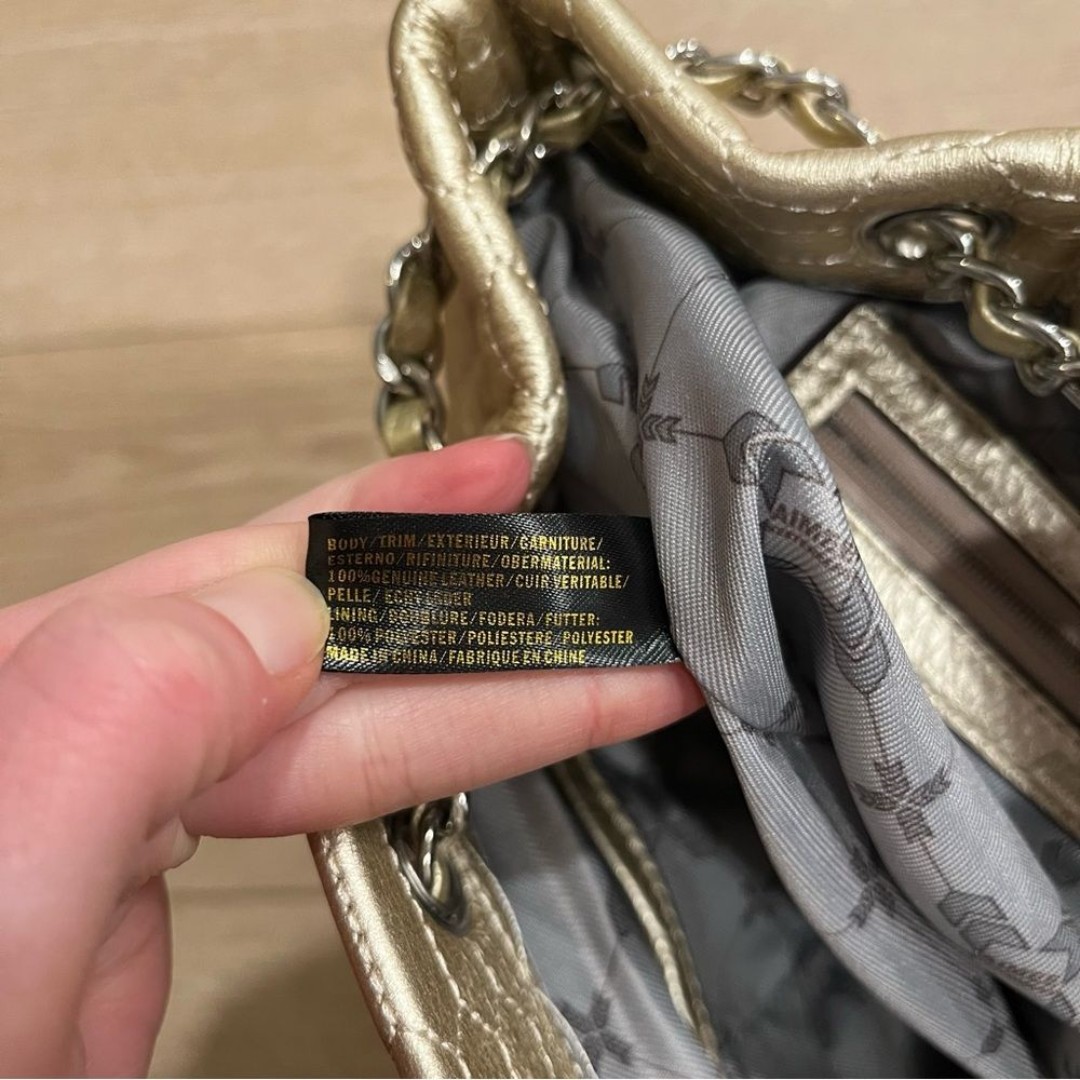 BODY/TRIM/EXTERIEUR/GARNITURE/
ESTERNO/RIFINITURE/OBERMATERIAL:
100%GENUINE LEATHER/CUIR VERITABLE/
PELLE/ECHT LEDER
LINING/DOUBLURE/FODERA/FUTTER:
100% POLYESTER/POLIESTERE/POLYESTER
MADE IN CHINA/FABRIQUE EN CHINE